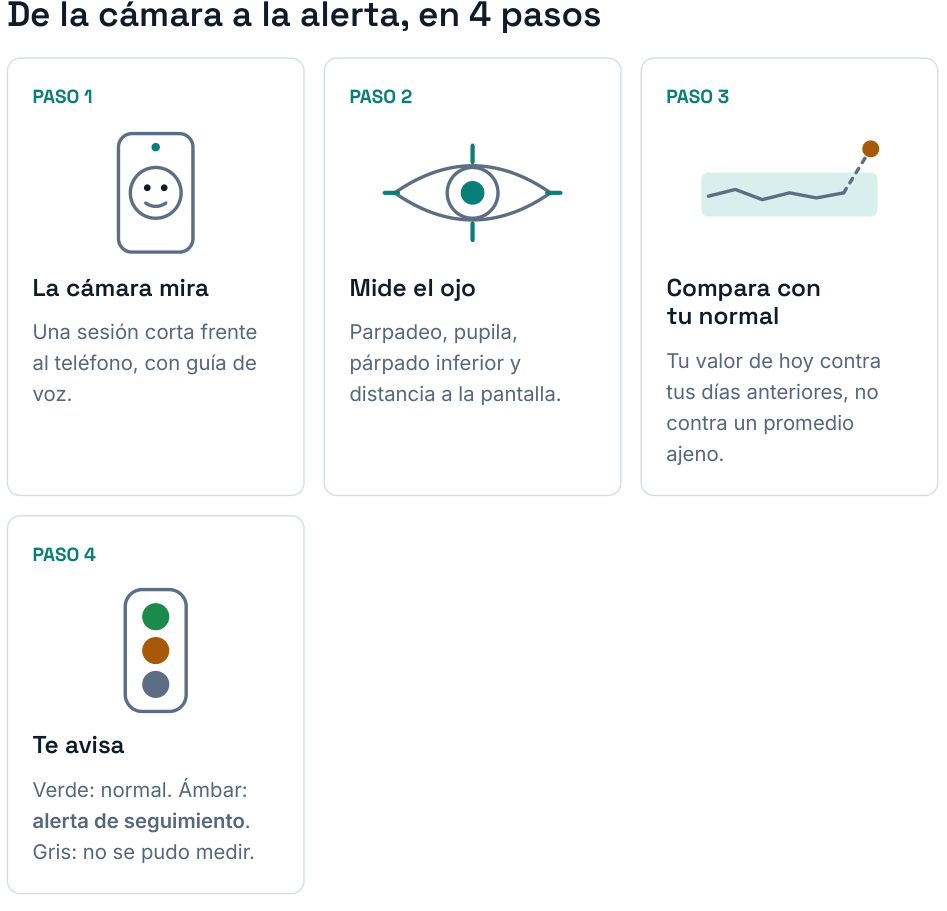 De la cámara a la alerta, en 4 pasos
PASO 1
La cámara mira
Una sesión corta frente
al teléfono, con guía de
voz.
PASO 2
Mide el ojo
Parpadeo, pupila,
párpado inferior y
distancia a la pantalla.
PASO 3
Compara con
tu normal
Tu valor de hoy contra
tus días anteriores, no
contra un promedio
ajeno.
PASO 4
Te avisa
Verde: normal. Ámbar:
alerta de seguimiento.
Gris: no se pudo medir.